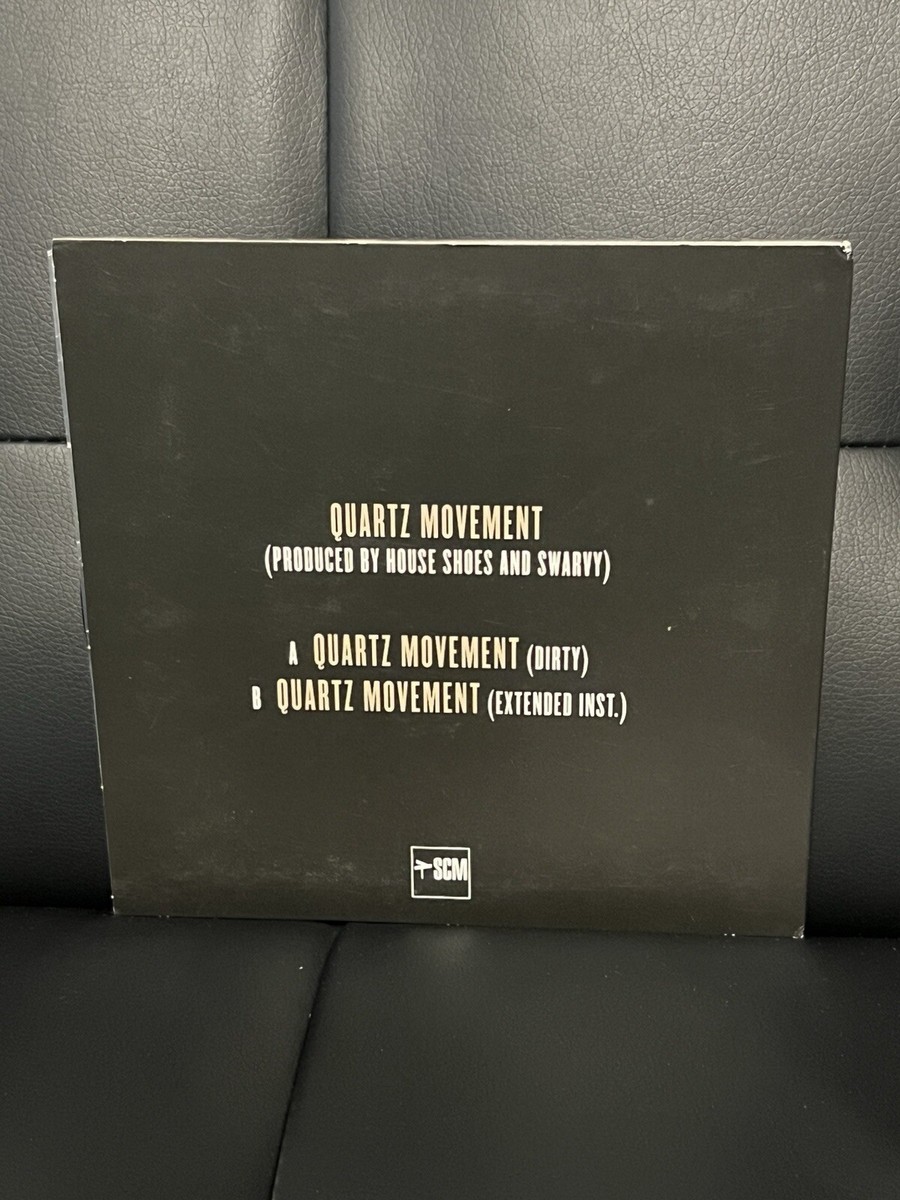 QUARTZ MOVEMENT
(PRODUCED BY HOUSE SHOES AND SWARVY)
A QUARTZ MOVEMENT (DIRTY)
B QUARTZ MOVEMENT (EXTENDED INST.)
SCM